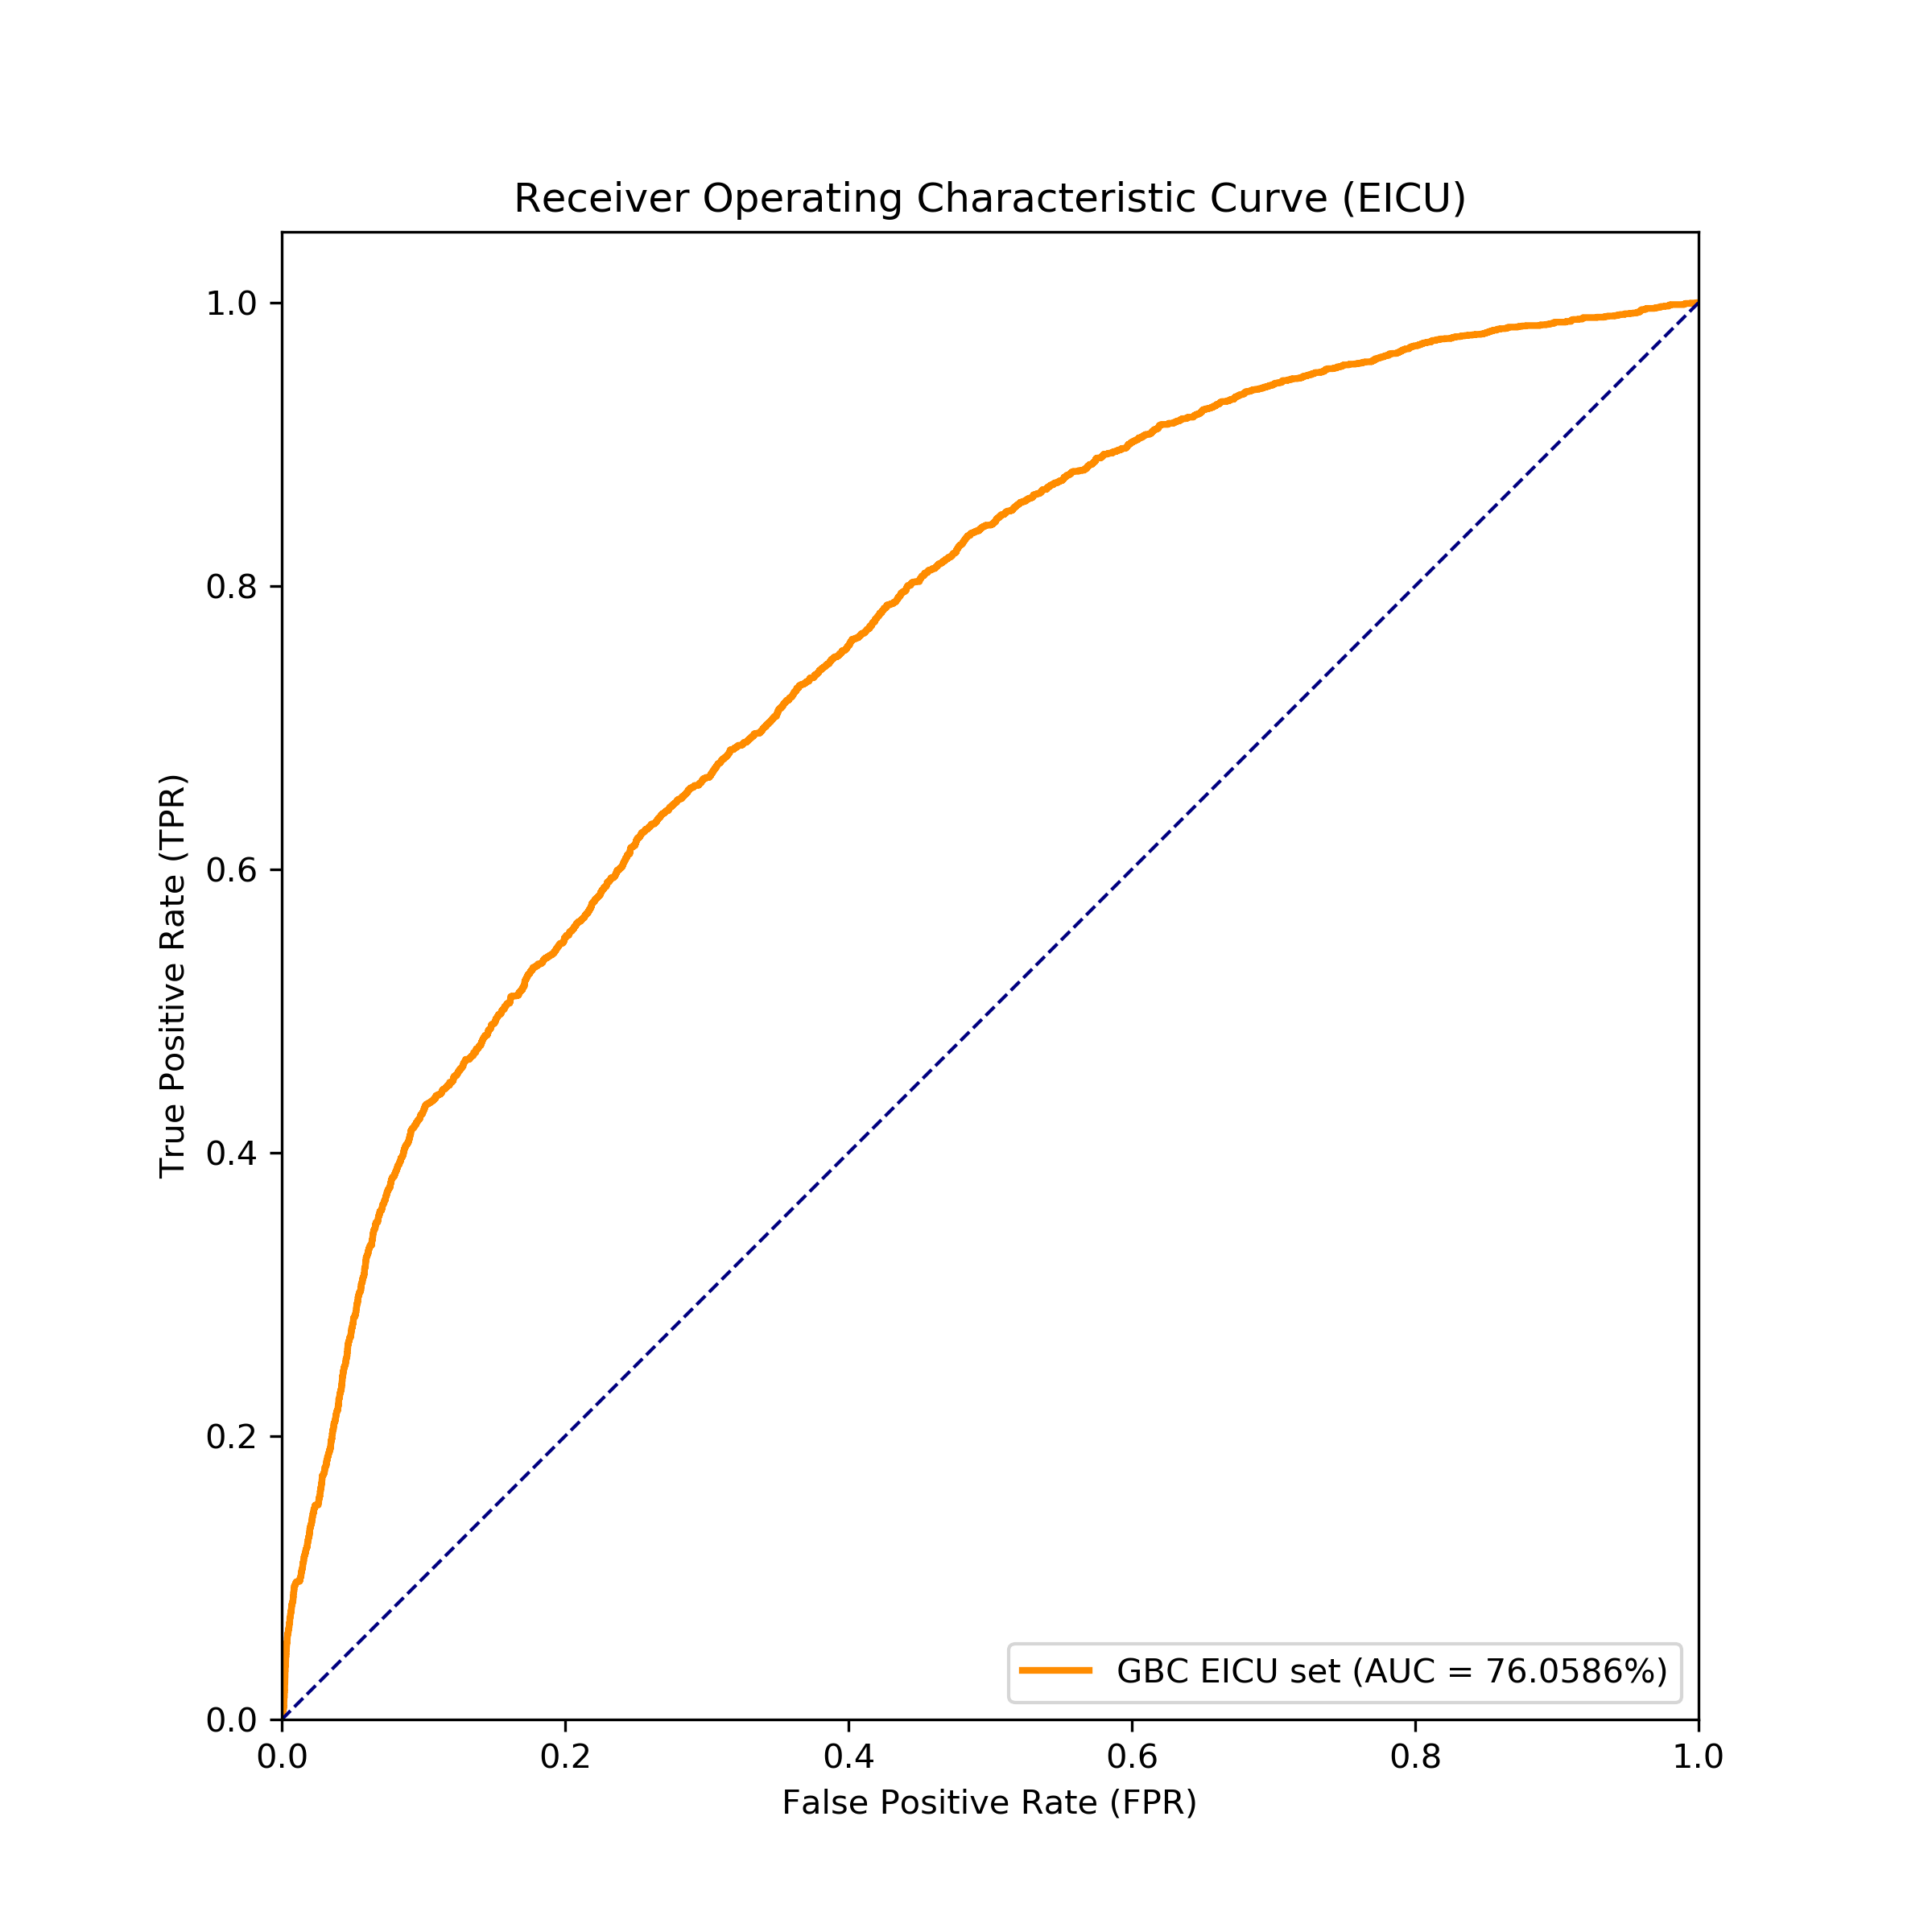 Receiver Operating Characteristic Curve (EICU)
1.0
0.8
0.6
0.4
0.2
0.0
True Positive Rate (TPR)
GBC EICU set (AUC = 76.0586%)
0.0 0.2 0.4 0.6 0.8 1.0
False Positive Rate (FPR)